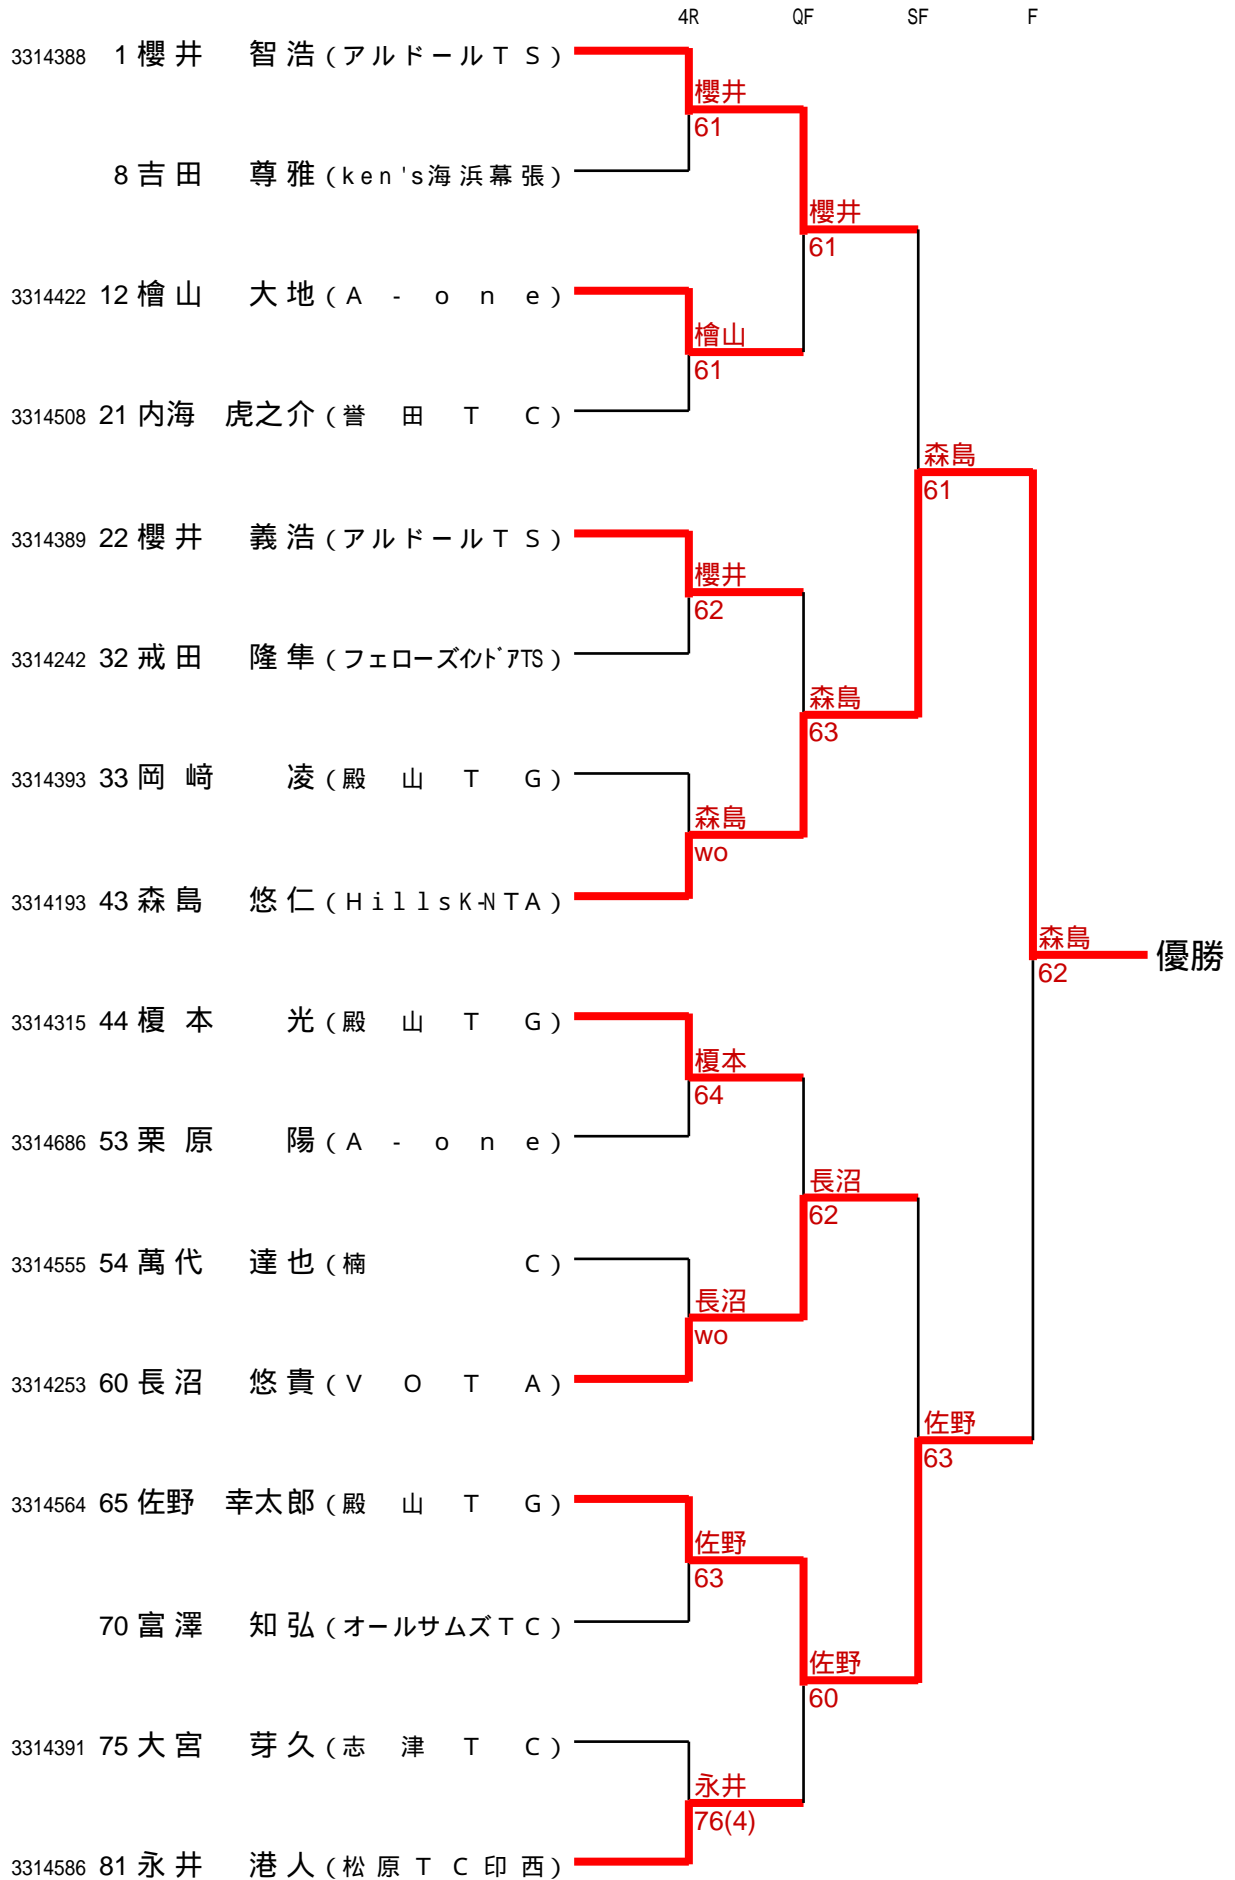 4R QF SF F
3314388 1 櫻井 智浩 (アルドールTS)
櫻井
61
8 吉田 尊雅 (ken's海浜幕張)
櫻井
61
3314422 12 檜山 大地 (A-one)
檜山
61
3314508 21 内海 虎之介 (誉田TC)
森島
61
3314389 22 櫻井 義浩 (アルドールTS)
櫻井
62
3314242 32 戒田 隆隼 (フェローズインドアTS)
森島
63
3314393 33 岡﨑 凌 (殿山TG)
森島
wo
3314193 43 森島 悠仁 (HillsK-NTA)
森島
62
優勝
3314315 44 榎本 光 (殿山TG)
榎本
64
3314686 53 栗原 陽 (A-one)
長沼
62
3314555 54 萬代 達也 (楠C)
長沼
wo
3314253 60 長沼 悠貴 (VOTA)
佐野
63
3314564 65 佐野 幸太郎 (殿山TG)
佐野
63
70 富澤 知弘 (オールサムズTC)
佐野
60
3314391 75 大宮 芽久 (志津TC)
永井
76(4)
3314586 81 永井 港人 (松原TC印西)